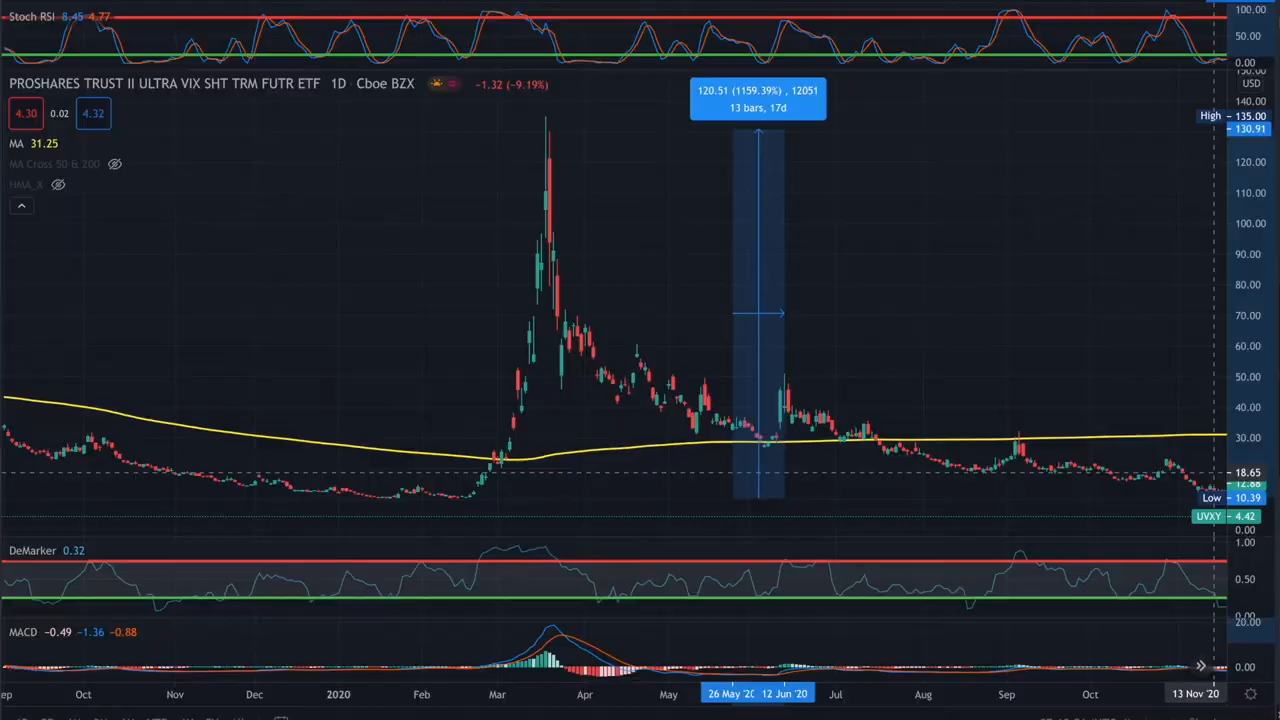 Stoch RSI 8.45 4.77
100.00
50.00
0.00
PROSHARES TRUST II ULTRA VIX SHT TRM FUTR ETF 1D · Cboe BZX −1.32 (−9.19%)
150.00
USD
4.30 0.02 4.32
MA 31.25
MA Cross 50 & 200
HMA_X
120.51 (1159.39%) , 12051
13 bars, 17d
140.00
High 135.00
130.91
120.00
110.00
100.00
90.00
80.00
70.00
60.00
50.00
40.00
30.00
18.65
12.88
Low 10.39
UVXY 4.42
0.00
DeMarker 0.32
1.00
0.50
0.00
MACD −0.49 −1.36 −0.88
20.00
0.00
Oct Nov Dec 2020 Feb Mar Apr May 26 May '20 12 Jun '20 Jul Aug Sep Oct 13 Nov '20